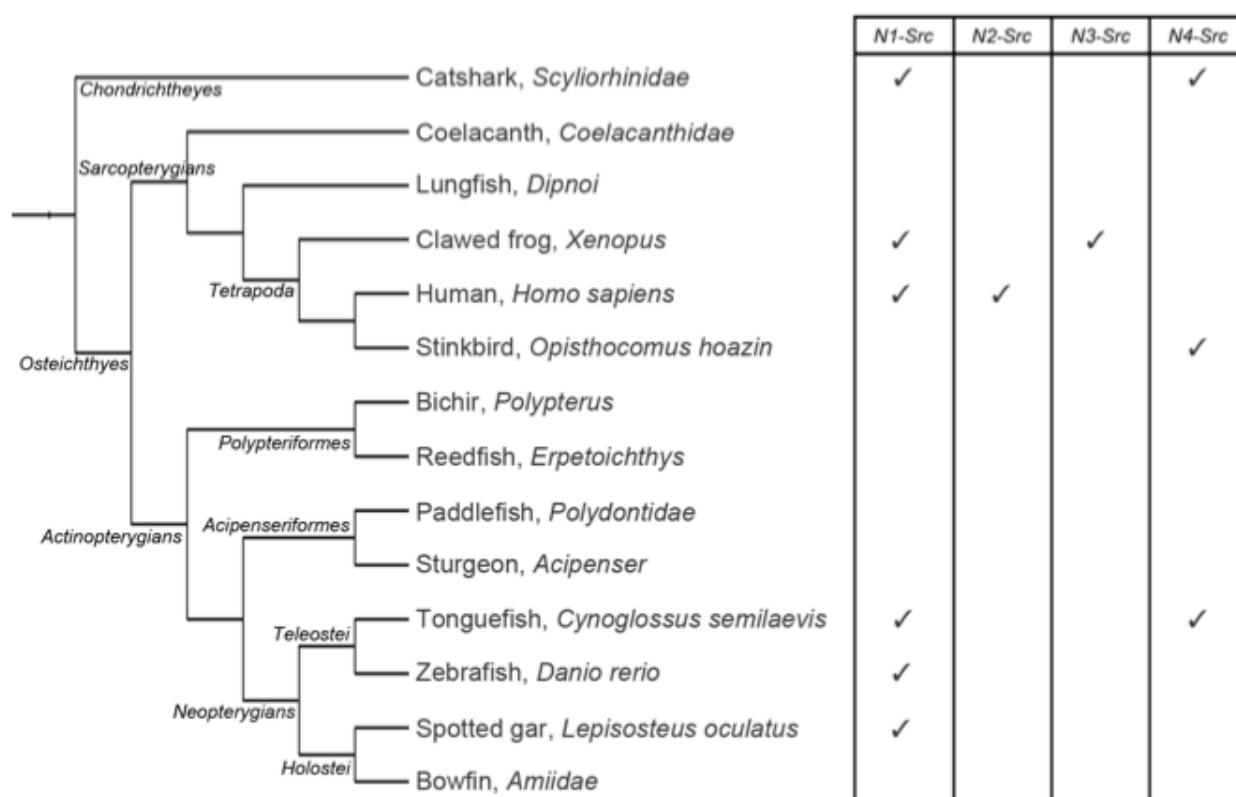 N1-Src N2-Src N3-Src N4-Src
Catshark, Scyliorhinidae ✓ ✓
Chondrichtheyes
Coelacanth, Coelacanthidae
Sarcopterygians
Lungfish, Dipnoi
Clawed frog, Xenopus ✓ ✓
Tetrapoda
Human, Homo sapiens ✓ ✓
Stinkbird, Opisthocomus hoazin ✓
Osteichthyes
Bichir, Polypterus
Polypteriformes
Reedfish, Erpetoichthys
Paddlefish, Polydontidae
Acipenseriformes
Actinopterygians
Sturgeon, Acipenser
Tonguefish, Cynoglossus semilaevis ✓ ✓
Teleostei
Zebrafish, Danio rerio ✓
Neopterygians
Spotted gar, Lepisosteus oculatus ✓
Holostei
Bowfin, Amiidae